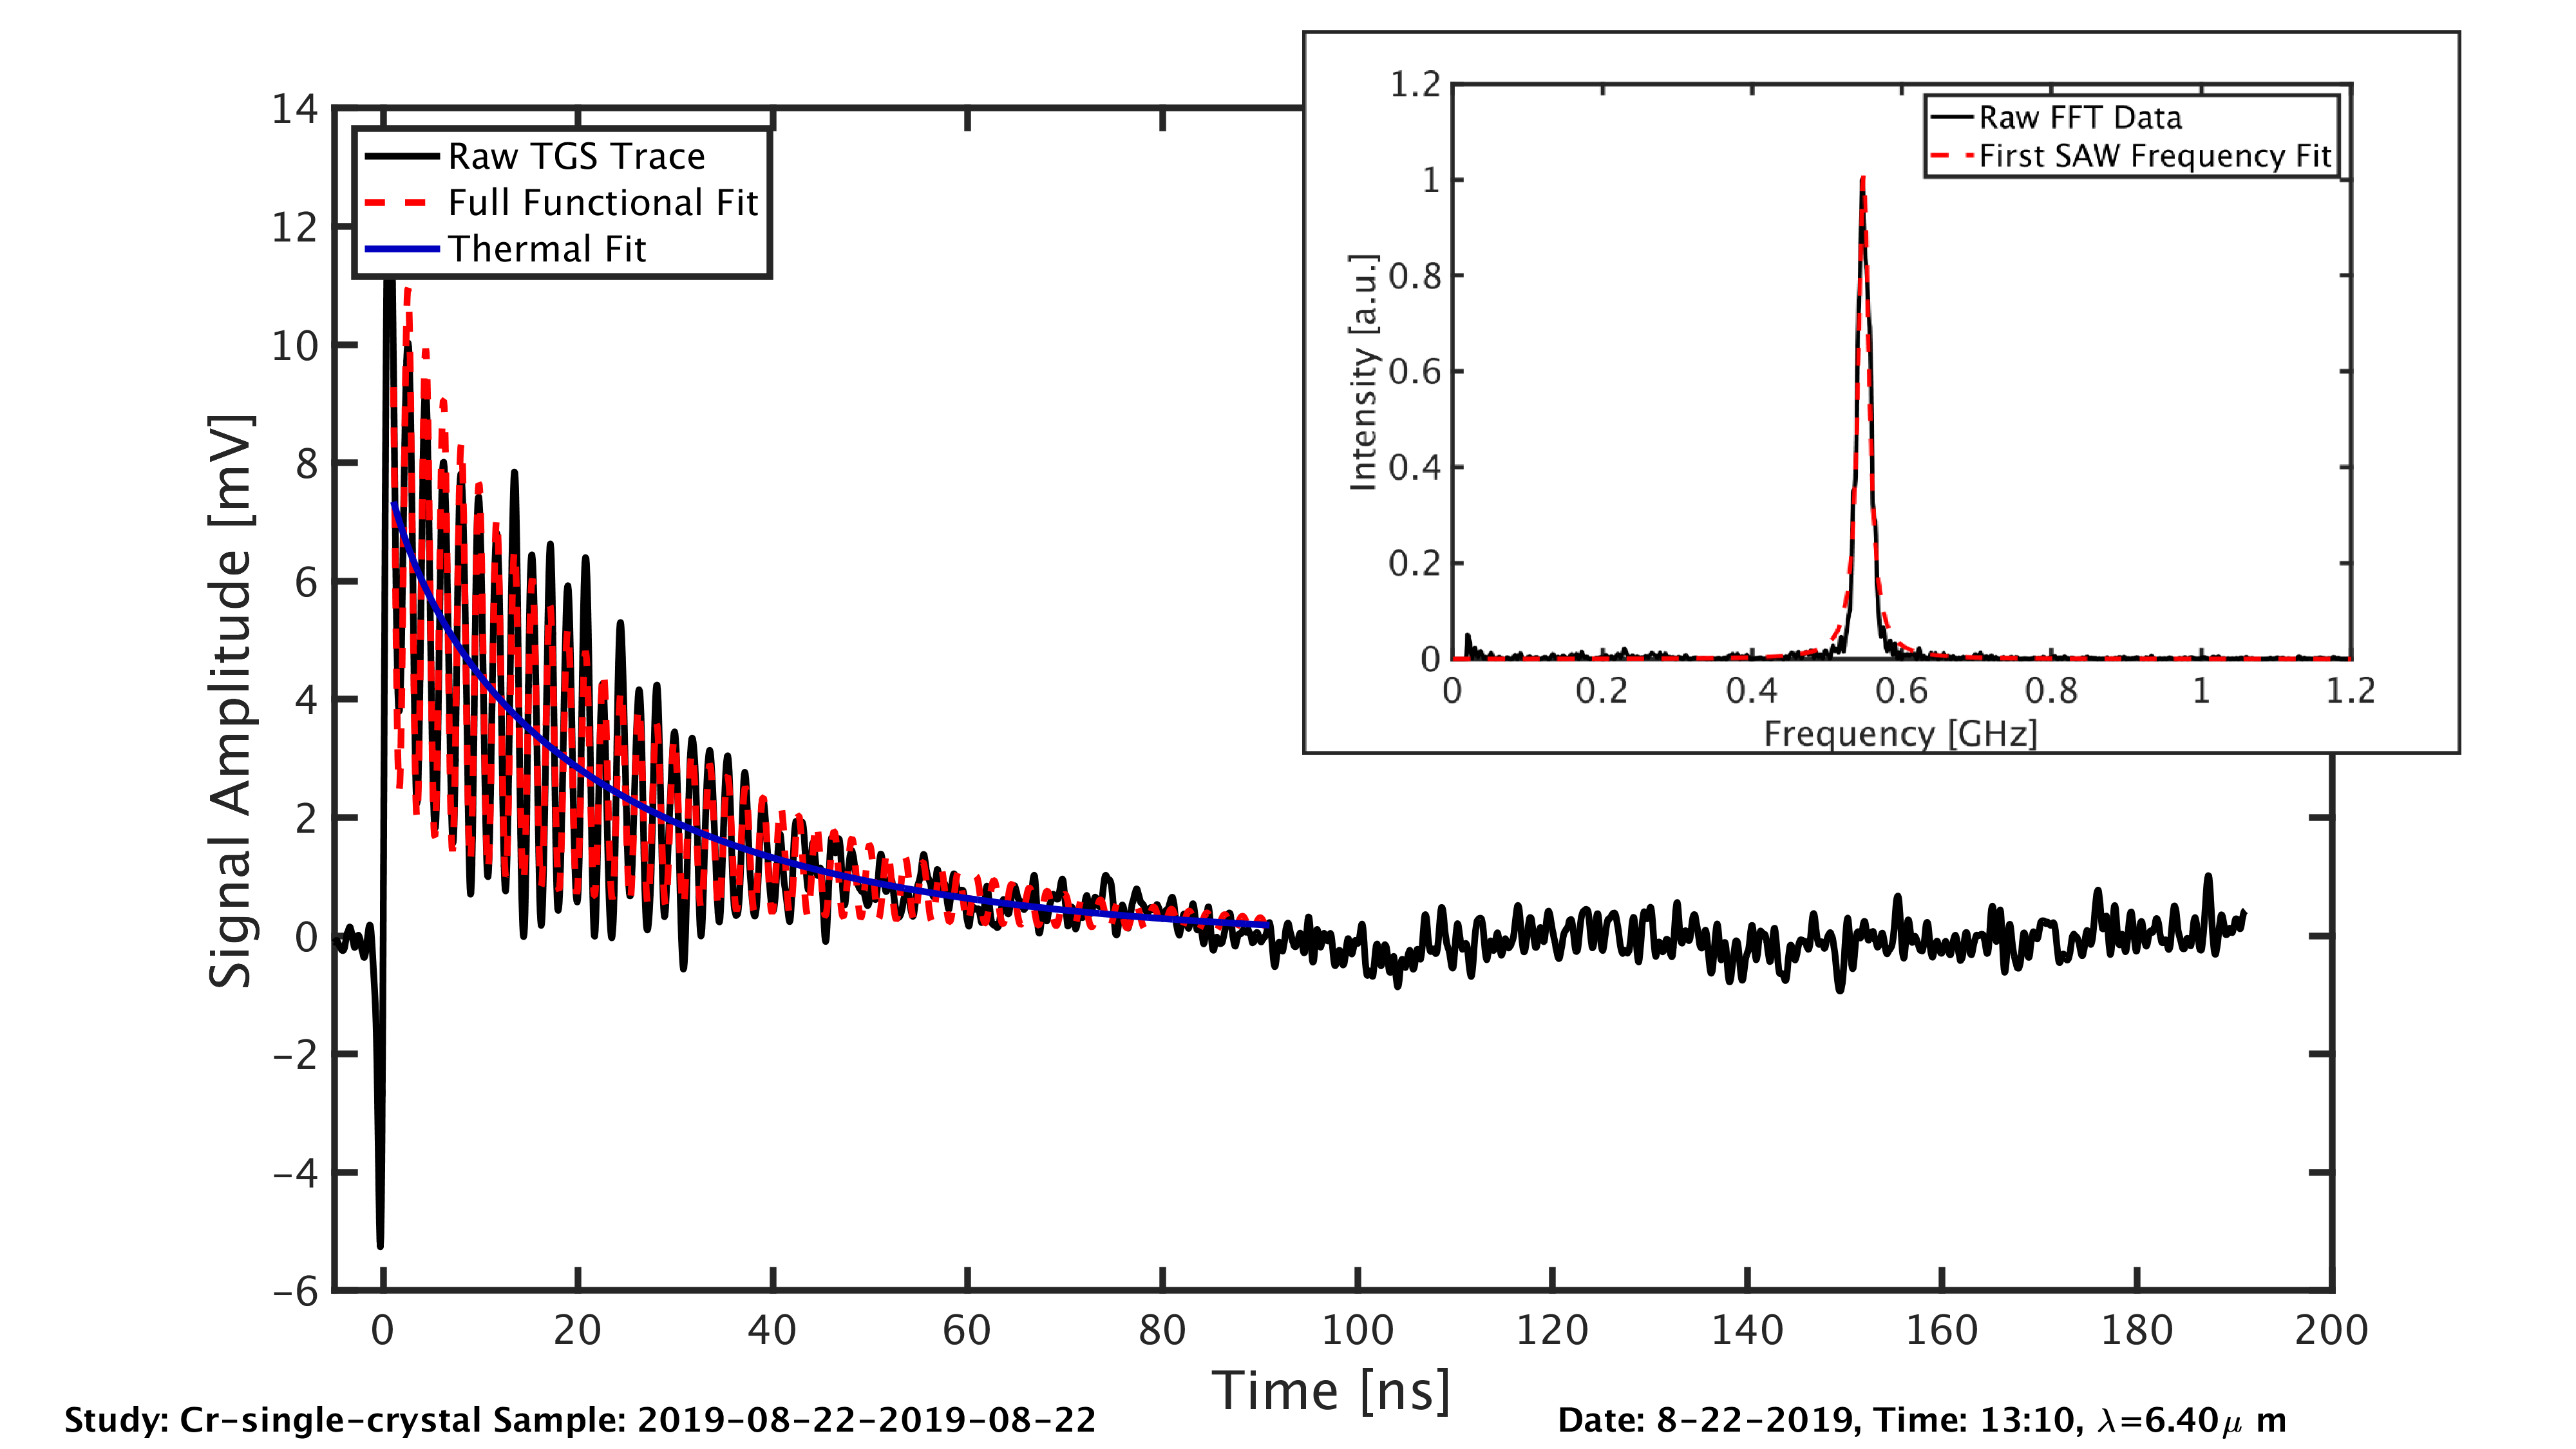 1.2
1
0.8
0.6
0.4
0.2
0
Intensity [a.u.]
Raw FFT Data
First SAW Frequency Fit
0 0.2 0.4 0.6 0.8 1 1.2
Frequency [GHz]
14
12
10
8
6
4
2
0
−2
−4
−6
Signal Amplitude [mV]
Raw TGS Trace
Full Functional Fit
Thermal Fit
0 20 40 60 80 100 120 140 160 180 200
Time [ns]
Study: Cr−single−crystal Sample: 2019−08−22−2019−08−22
Date: 8−22−2019, Time: 13:10, λ=6.40μ m